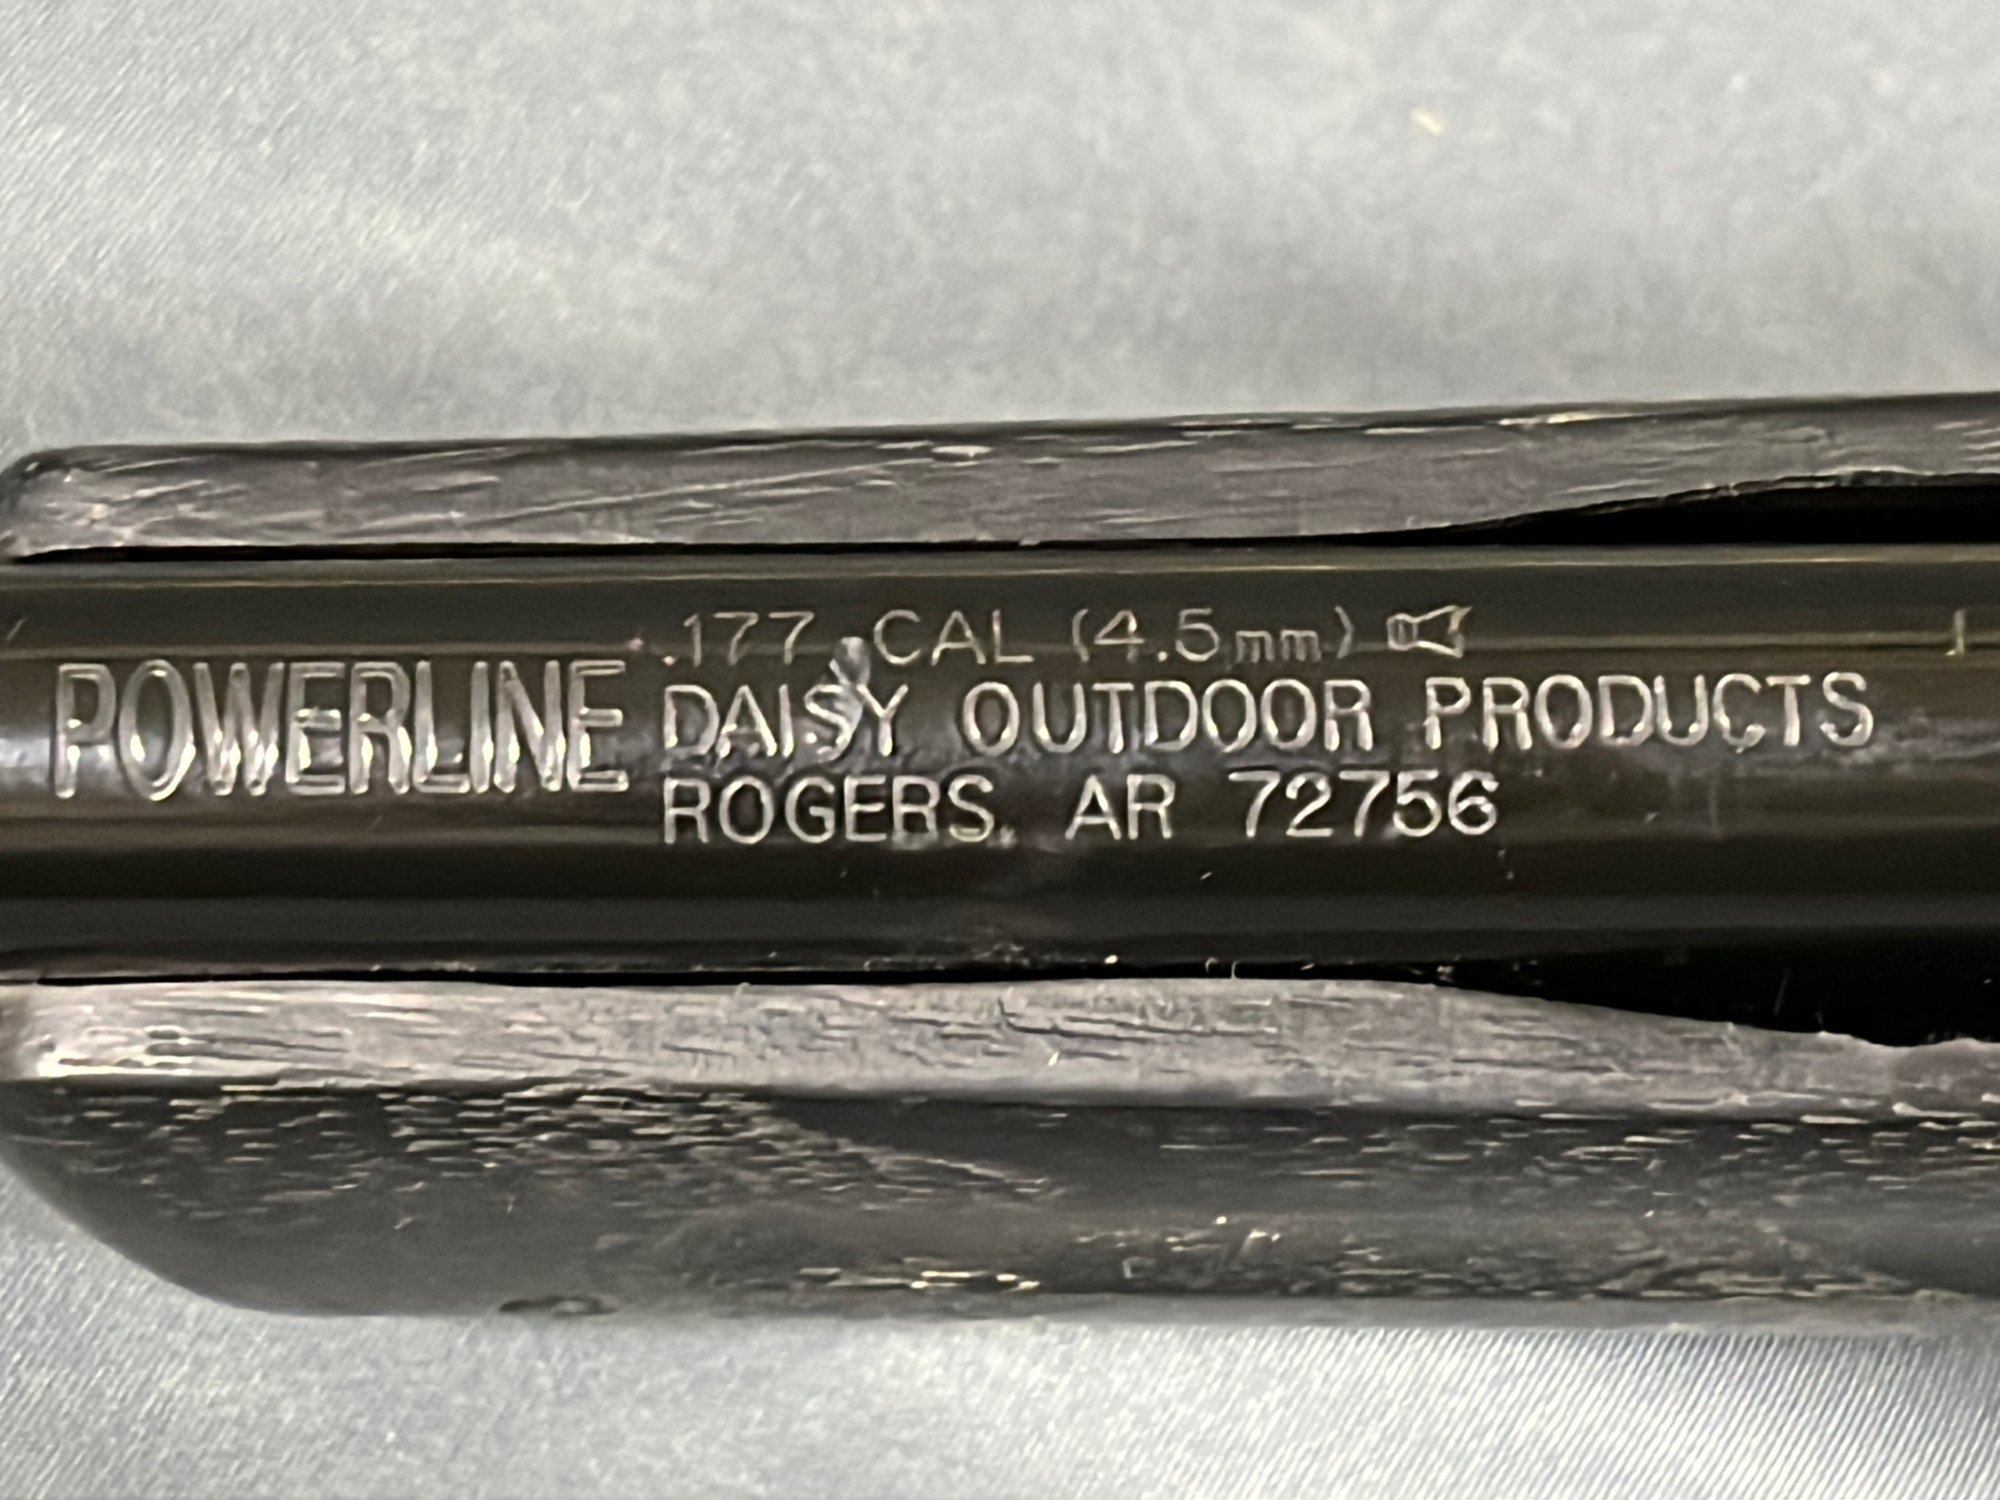 POWERLINE
.177 CAL (4.5mm)
DAISY OUTDOOR PRODUCTS
ROGERS, AR 72756